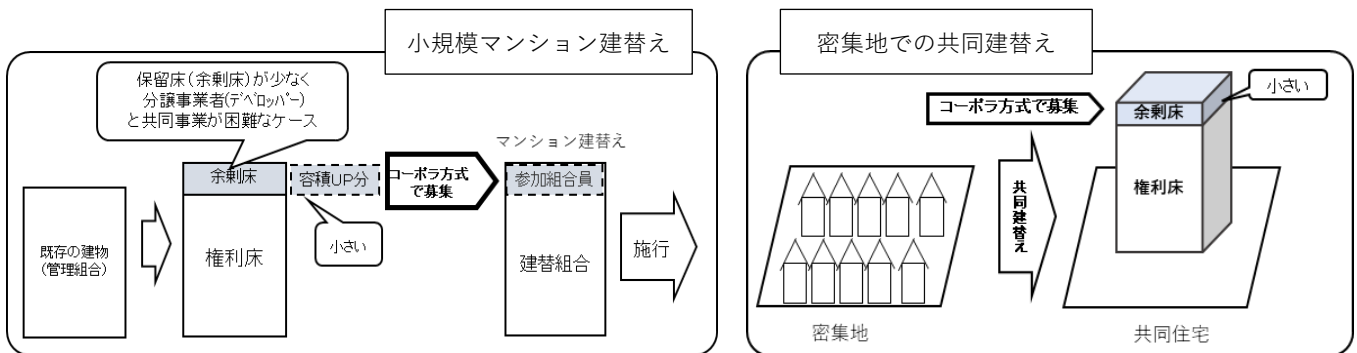 小規模マンション建替え
保留床(余剰床)が少なく
分譲事業者(ﾃﾞﾍﾞﾛｯﾊﾟｰ)
と共同事業が困難なケース
既存の建物
(管理組合)
余剰床
権利床
容積UP分
小さい
コーポラ方式
で募集
マンション建替え
参加組合員
建替組合
施行
密集地での共同建替え
コーポラ方式で募集
小さい
余剰床
権利床
共同建替え
密集地
共同住宅